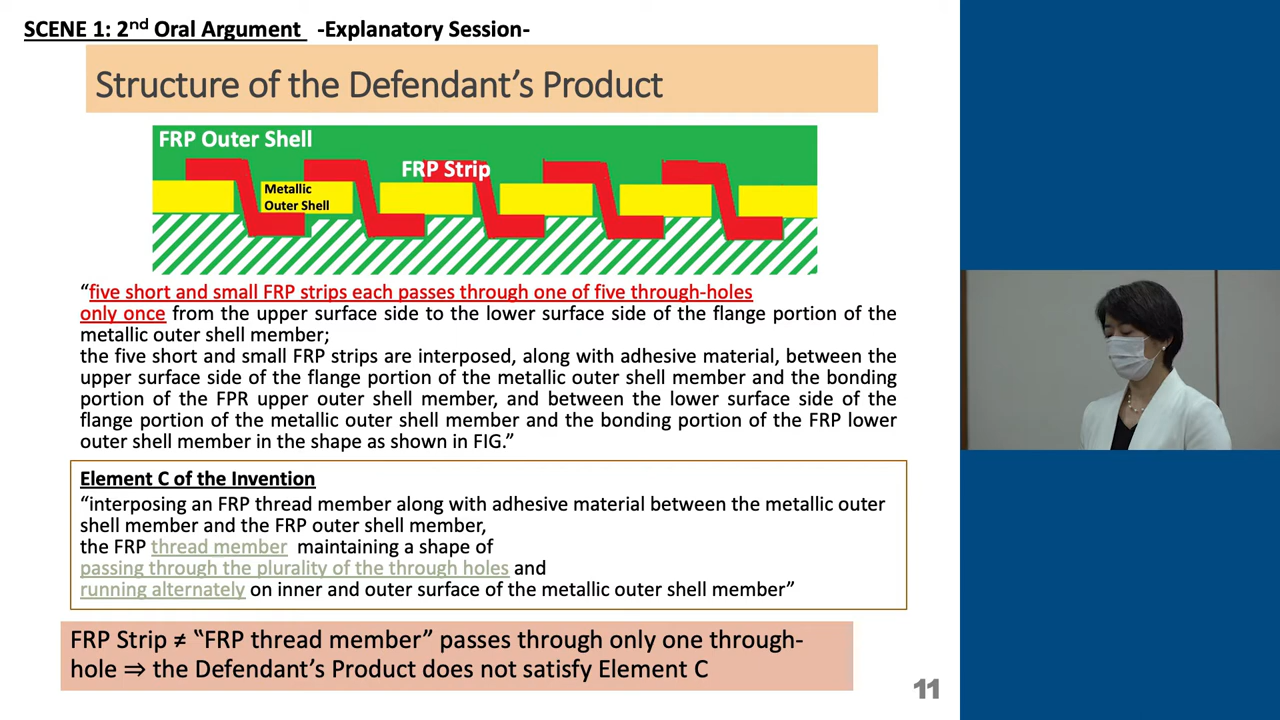 SCENE 1: 2nd Oral Argument -Explanatory Session-
Structure of the Defendant's Product
FRP Outer Shell
FRP Strip
Metallic
Outer Shell
“five short and small FRP strips each passes through one of five through-holes
only once from the upper surface side to the lower surface side of the flange portion of the
metallic outer shell member;
the five short and small FRP strips are interposed, along with adhesive material, between the
upper surface side of the flange portion of the metallic outer shell member and the bonding
portion of the FPR upper outer shell member, and between the lower surface side of the
flange portion of the metallic outer shell member and the bonding portion of the FRP lower
outer shell member in the shape as shown in FIG.”
Element C of the Invention
“interposing an FRP thread member along with adhesive material between the metallic outer
shell member and the FRP outer shell member,
the FRP thread member maintaining a shape of
passing through the plurality of the through holes and
running alternately on inner and outer surface of the metallic outer shell member”
FRP Strip ≠ “FRP thread member” passes through only one through-
hole ⇒ the Defendant's Product does not satisfy Element C
11